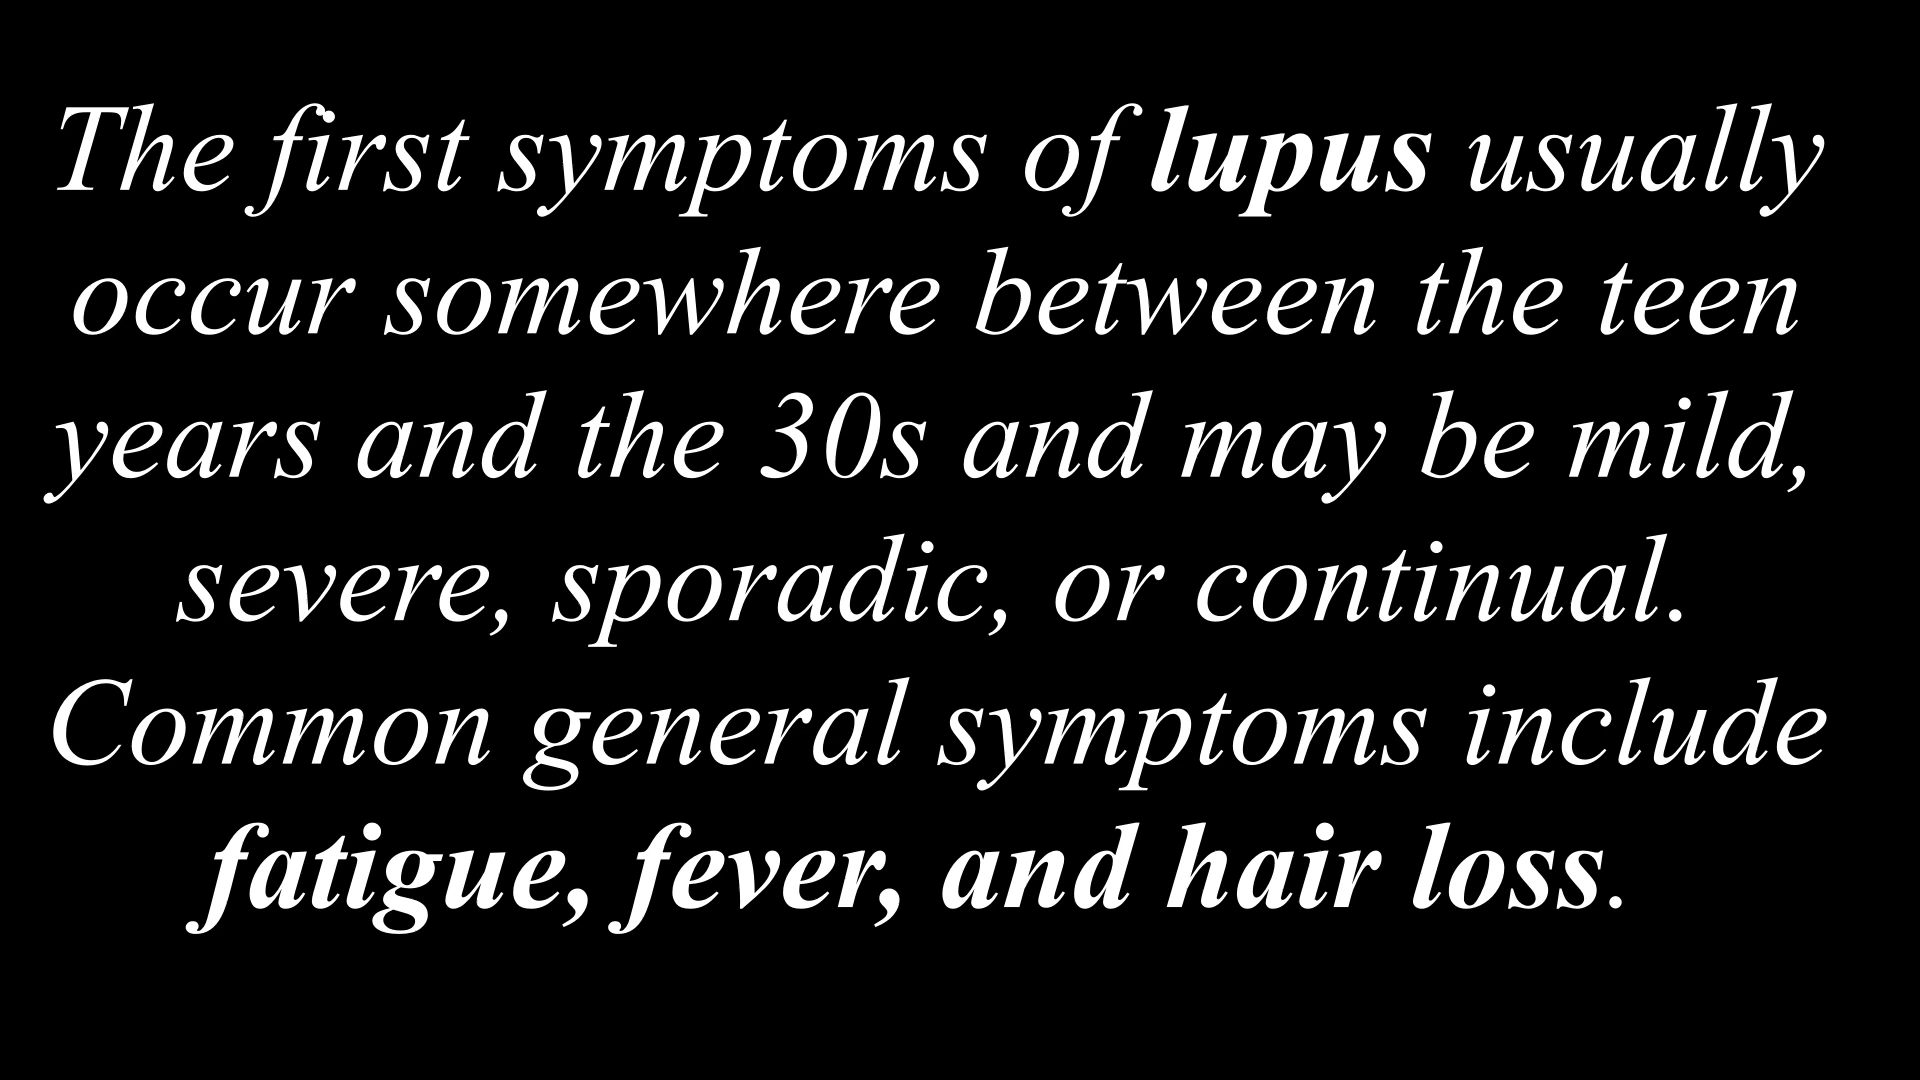 The first symptoms of lupus usually
occur somewhere between the teen
years and the 30s and may be mild,
severe, sporadic, or continual.
Common general symptoms include
fatigue, fever, and hair loss.